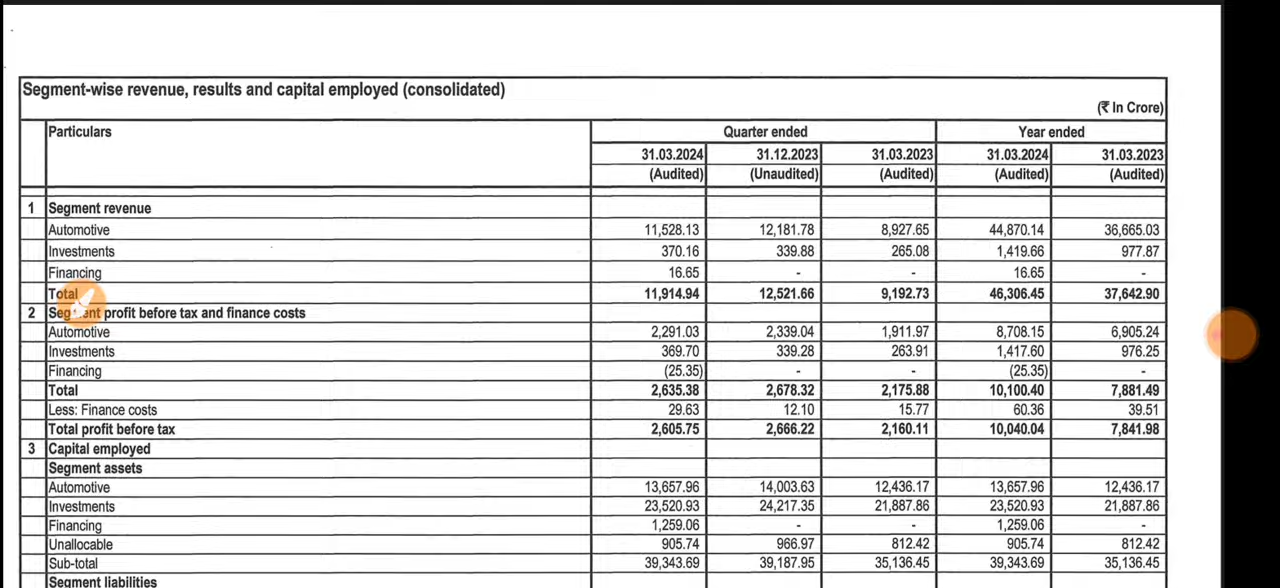 Segment-wise revenue, results and capital employed (consolidated)
(₹ In Crore)
Particulars Quarter ended Year ended
31.03.2024 31.12.2023 31.03.2023 31.03.2024 31.03.2023
(Audited) (Unaudited) (Audited) (Audited) (Audited)
1 Segment revenue
Automotive 11,528.13 12,181.78 8,927.65 44,870.14 36,665.03
Investments 370.16 339.88 265.08 1,419.66 977.87
Financing 16.65 - - 16.65 -
Total 11,914.94 12,521.66 9,192.73 46,306.45 37,642.90
2 Segment profit before tax and finance costs
Automotive 2,291.03 2,339.04 1,911.97 8,708.15 6,905.24
Investments 369.70 339.28 263.91 1,417.60 976.25
Financing (25.35) - - (25.35) -
Total 2,635.38 2,678.32 2,175.88 10,100.40 7,881.49
Less: Finance costs 29.63 12.10 15.77 60.36 39.51
Total profit before tax 2,605.75 2,666.22 2,160.11 10,040.04 7,841.98
3 Capital employed
Segment assets
Automotive 13,657.96 14,003.63 12,436.17 13,657.96 12,436.17
Investments 23,520.93 24,217.35 21,887.86 23,520.93 21,887.86
Financing 1,259.06 - - 1,259.06 -
Unallocable 905.74 966.97 812.42 905.74 812.42
Sub-total 39,343.69 39,187.95 35,136.45 39,343.69 35,136.45
Segment liabilities